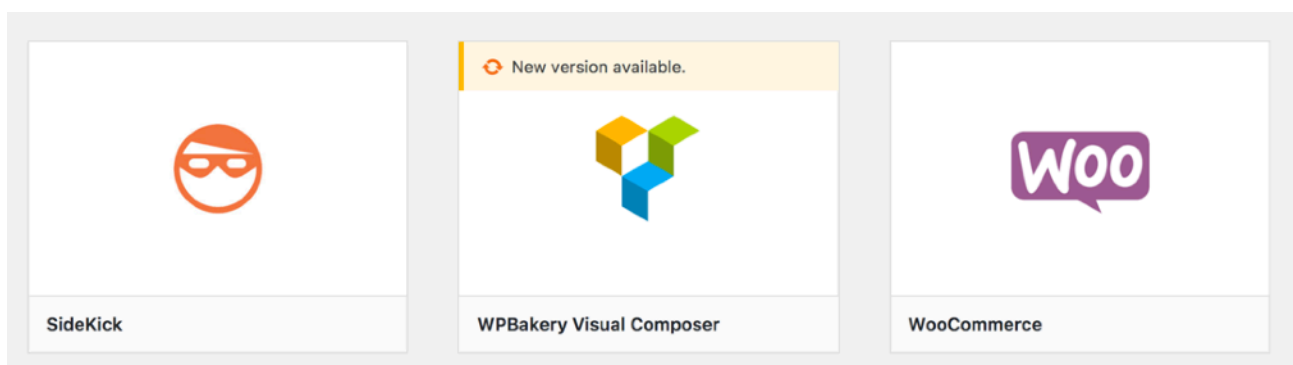 New version available.
Woo
SideKick
WPBakery Visual Composer
WooCommerce